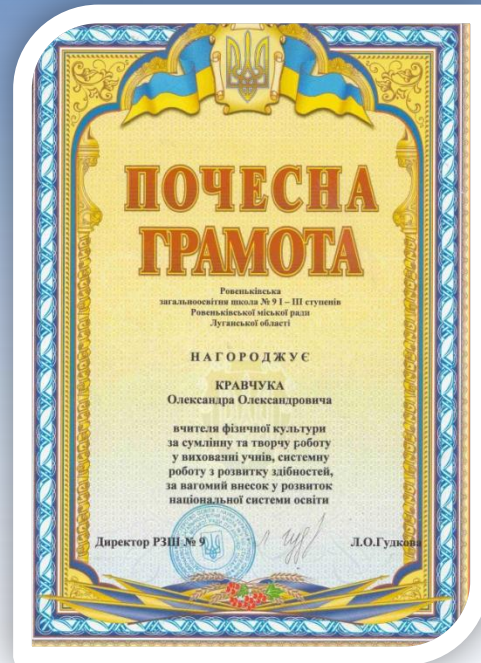 ПОЧЕСНА
ГРАМОТА
Ровеньківська
загальноосвітня школа № 9 І – ІІІ ступенів
Ровеньківської міської ради
Луганської області
НАГОРОДЖУЄ
КРАВЧУКА
Олександра Олександровича
вчителя фізичної культури
за сумлінну та творчу роботу
у вихованні учнів, системну
роботу з розвитку здібностей,
за вагомий внесок у розвиток
національної системи освіти
Директор РЗШ № 9 Л.О.Гудкова